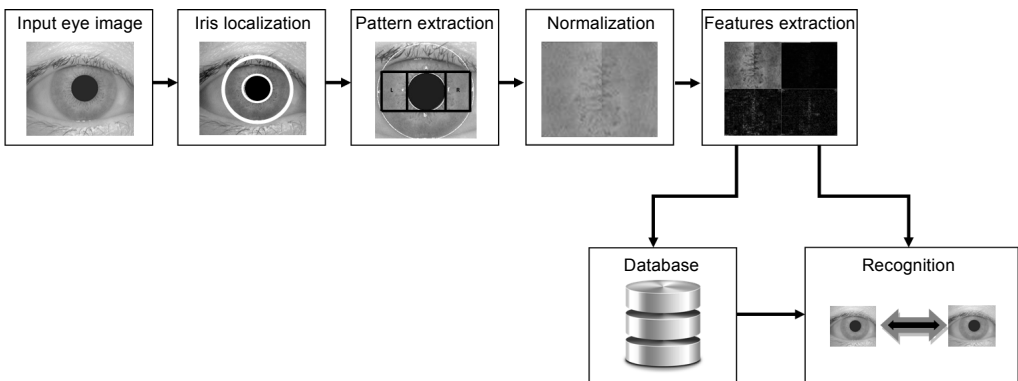 Input eye image
Iris localization
Pattern extraction
Normalization
Features extraction
L
R
Database
Recognition